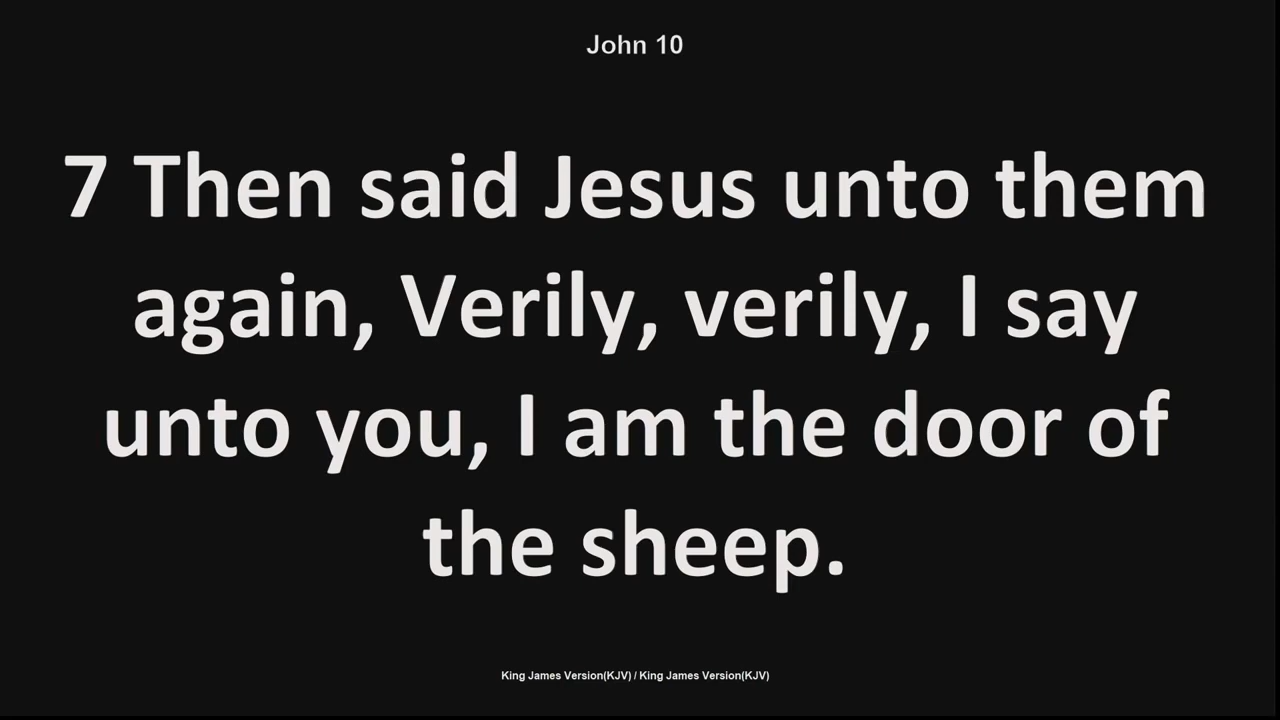 John 10
7 Then said Jesus unto them
again, Verily, verily, I say
unto you, I am the door of
the sheep.
King James Version(KJV) / King James Version(KJV)